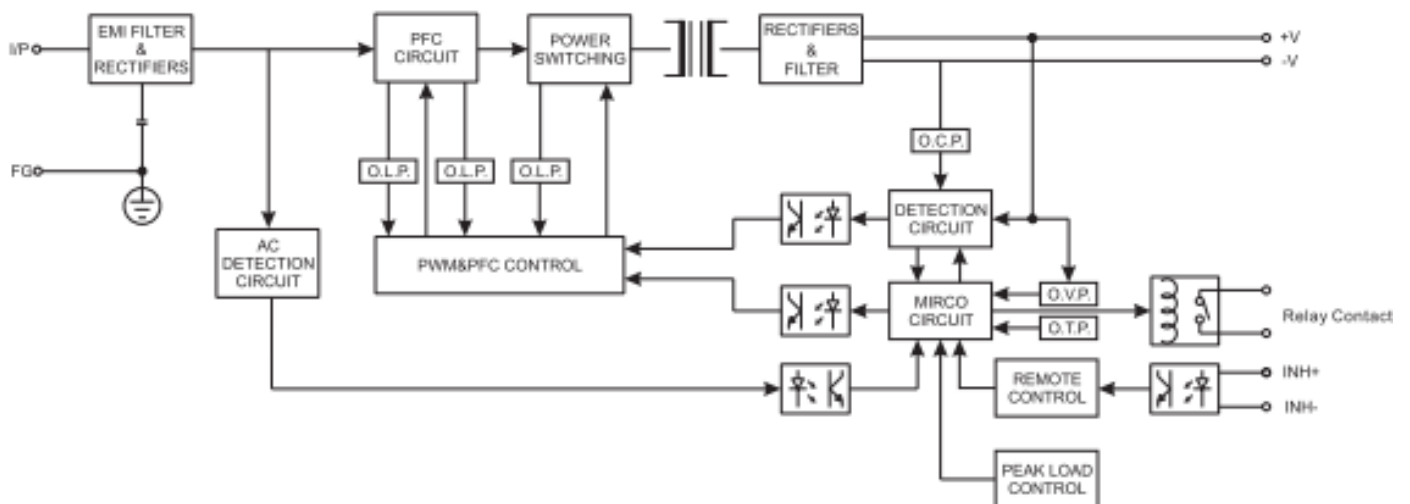 I/P
EMI FILTER
&
RECTIFIERS
PFC
CIRCUIT
POWER
SWITCHING
RECTIFIERS
&
FILTER
+V
-V
O.C.P.
FG
O.L.P.
O.L.P.
O.L.P.
DETECTION
CIRCUIT
AC
DETECTION
CIRCUIT
PWM&PFC CONTROL
MIRCO
CIRCUIT
O.V.P.
O.T.P.
Relay Contact
REMOTE
CONTROL
INH+
INH-
PEAK LOAD
CONTROL